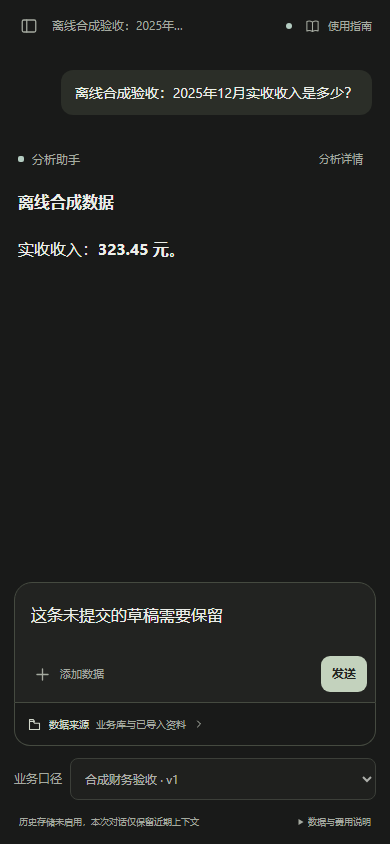 离线合成验收：2025年...
使用指南
离线合成验收：2025年12月实收收入是多少？
分析助手
分析详情
离线合成数据
实收收入：323.45 元。
这条未提交的草稿需要保留
添加数据
发送
数据来源 业务库与已导入资料
业务口径
合成财务验收 · v1
历史存储未启用，本次对话仅保留近期上下文
数据与费用说明